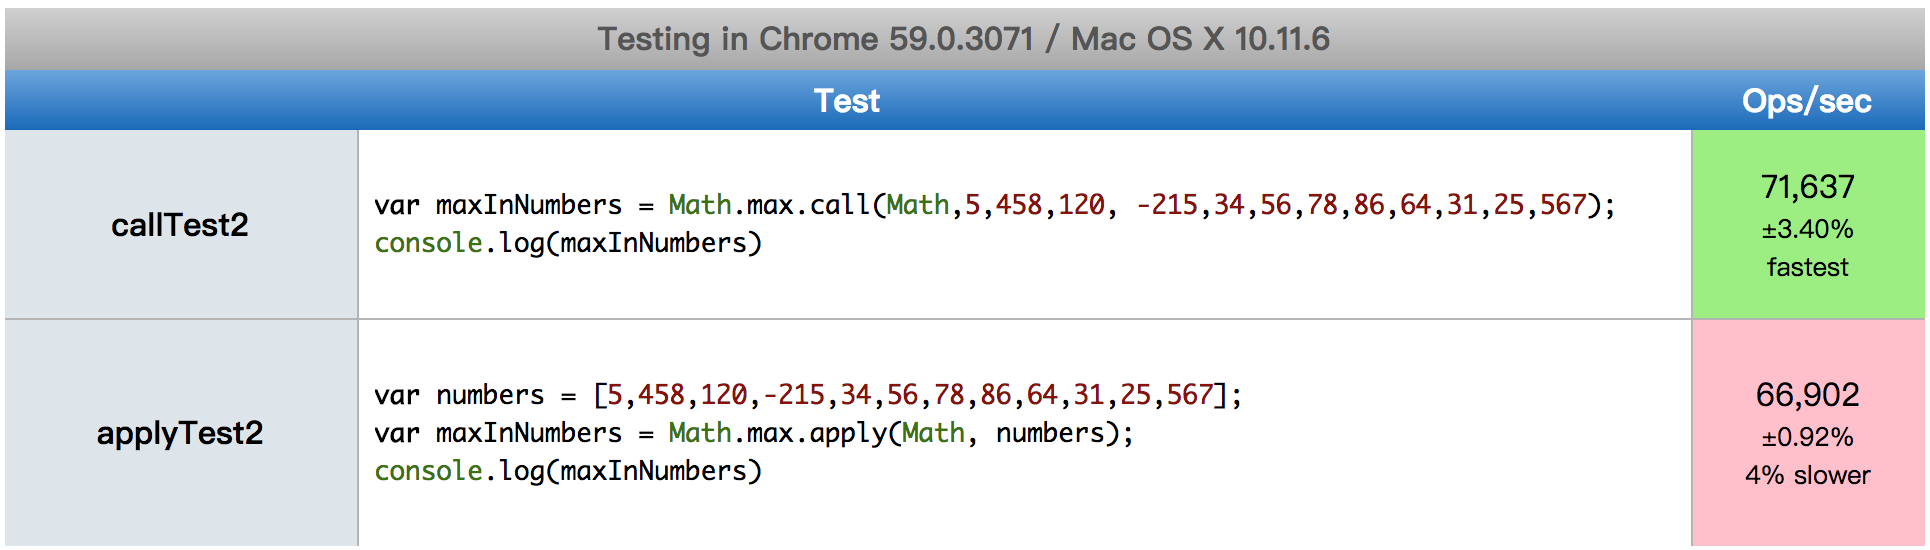 Testing in Chrome 59.0.3071 / Mac OS X 10.11.6
Test
Ops/sec
callTest2
var maxInNumbers = Math.max.call(Math,5,458,120, -215,34,56,78,86,64,31,25,567);
console.log(maxInNumbers)
71,637
±3.40%
fastest
applyTest2
var numbers = [5,458,120,-215,34,56,78,86,64,31,25,567];
var maxInNumbers = Math.max.apply(Math, numbers);
console.log(maxInNumbers)
66,902
±0.92%
4% slower